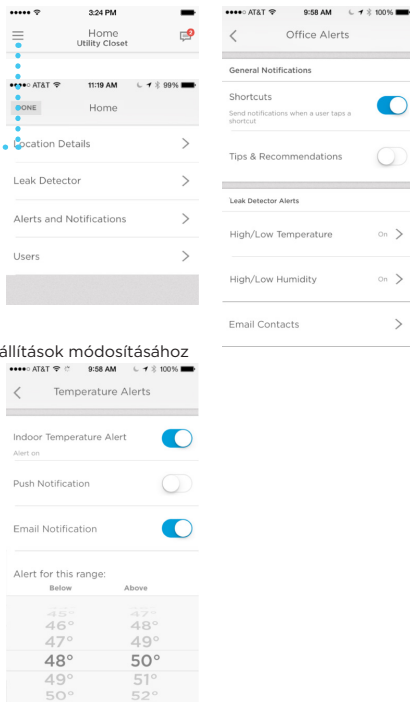 3:24 PM
Home
Utility Closet
AT&T 11:19 AM 99%
DONE Home
Location Details
Leak Detector
Alerts and Notifications
Users
AT&T 9:58 AM 100%
Office Alerts
General Notifications
Shortcuts
Send notifications when a user taps a
shortcut
Tips & Recommendations
Leak Detector Alerts
High/Low Temperature On
High/Low Humidity On
Email Contacts
állítások módosításához
AT&T 9:58 AM 100%
Temperature Alerts
Indoor Temperature Alert
Alert on
Push Notification
Email Notification
Alert for this range:
Below Above
45° 47°
46° 48°
47° 49°
48° 50°
49° 51°
50° 52°